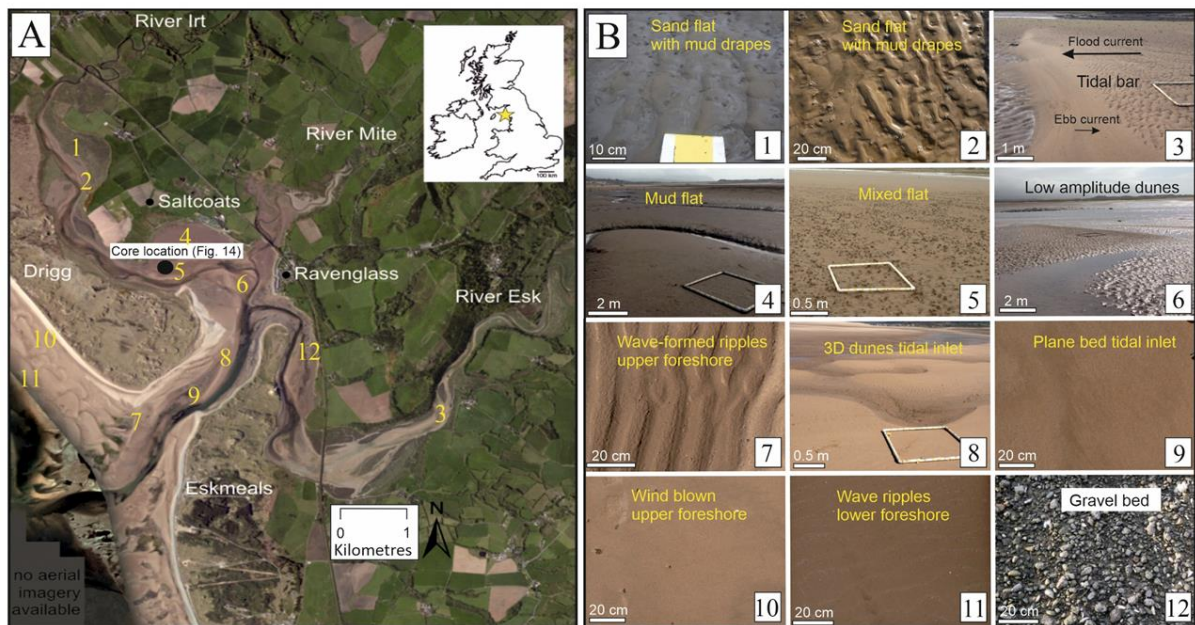 A
River Irt
River Mite
100 km
1
2
Saltcoats
4
Core location (Fig. 14)
5
Drigg
6
Ravenglass
River Esk
10
8
12
11
9
7
3
Eskmeals
0 1
Kilometres
N
no aerial
imagery
available
B
Sand flat
with mud drapes
10 cm
1
Sand flat
with mud drapes
20 cm
2
Flood current
Tidal bar
Ebb current
1 m
3
Mud flat
2 m
4
Mixed flat
0.5 m
5
Low amplitude dunes
2 m
6
Wave-formed ripples
upper foreshore
20 cm
7
3D dunes tidal inlet
0.5 m
8
Plane bed tidal inlet
20 cm
9
Wind blown
upper foreshore
20 cm
10
Wave ripples
lower foreshore
20 cm
11
Gravel bed
20 cm
12